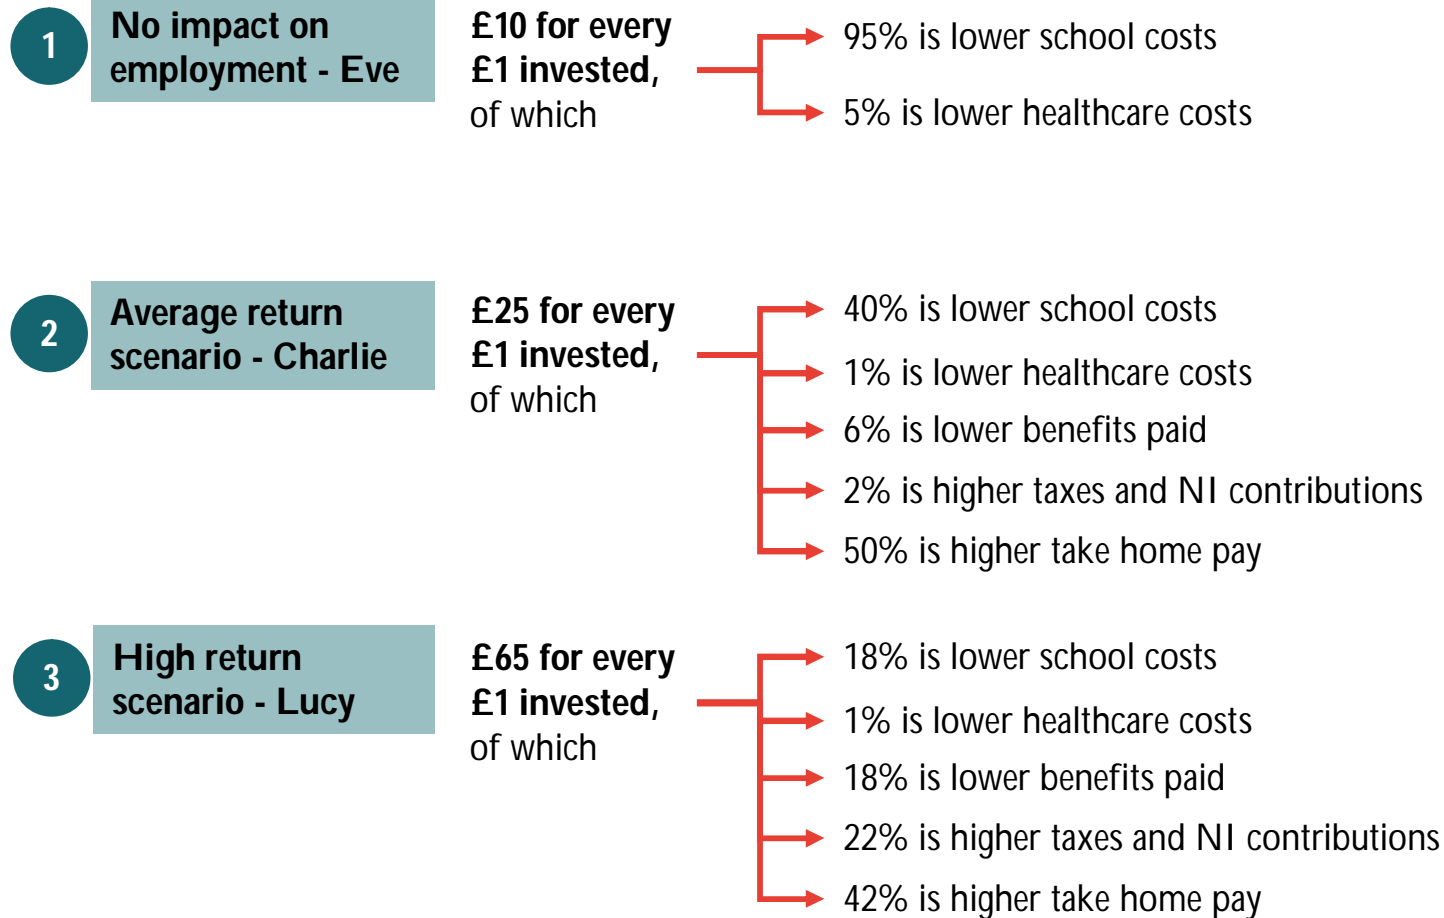 1
No impact on
employment - Eve
£10 for every
£1 invested,
of which
95% is lower school costs
5% is lower healthcare costs
2
Average return
scenario - Charlie
£25 for every
£1 invested,
of which
40% is lower school costs
1% is lower healthcare costs
6% is lower benefits paid
2% is higher taxes and NI contributions
50% is higher take home pay
3
High return
scenario - Lucy
£65 for every
£1 invested,
of which
18% is lower school costs
1% is lower healthcare costs
18% is lower benefits paid
22% is higher taxes and NI contributions
42% is higher take home pay